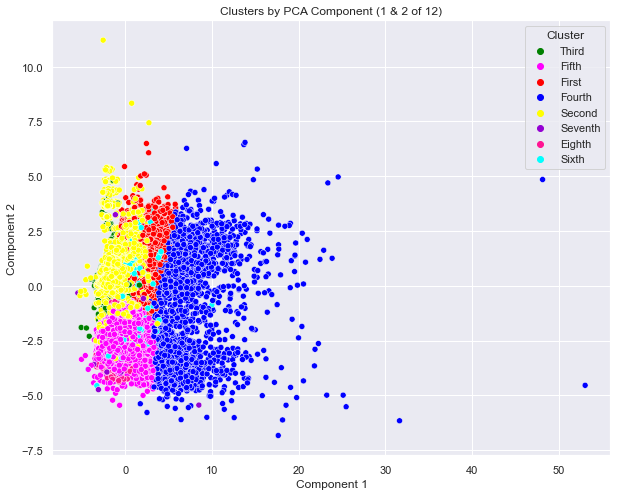 Clusters by PCA Component (1 & 2 of 12)
Cluster
Third
Fifth
First
Fourth
Second
Seventh
Eighth
Sixth
10.0
7.5
5.0
2.5
0.0
−2.5
−5.0
−7.5
Component 2
0 10 20 30 40 50
Component 1